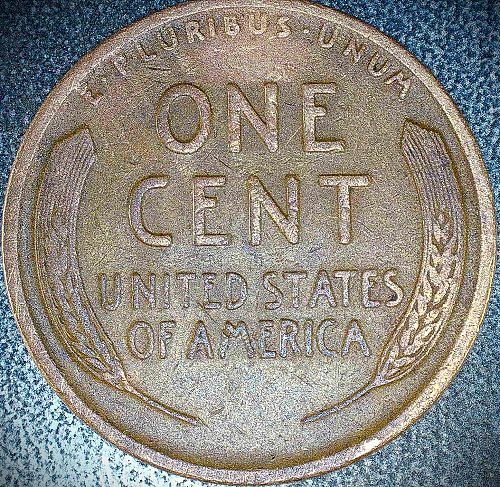 E·PLURIBUS·UNUM
ONE
CENT
UNITED STATES
OF AMERICA